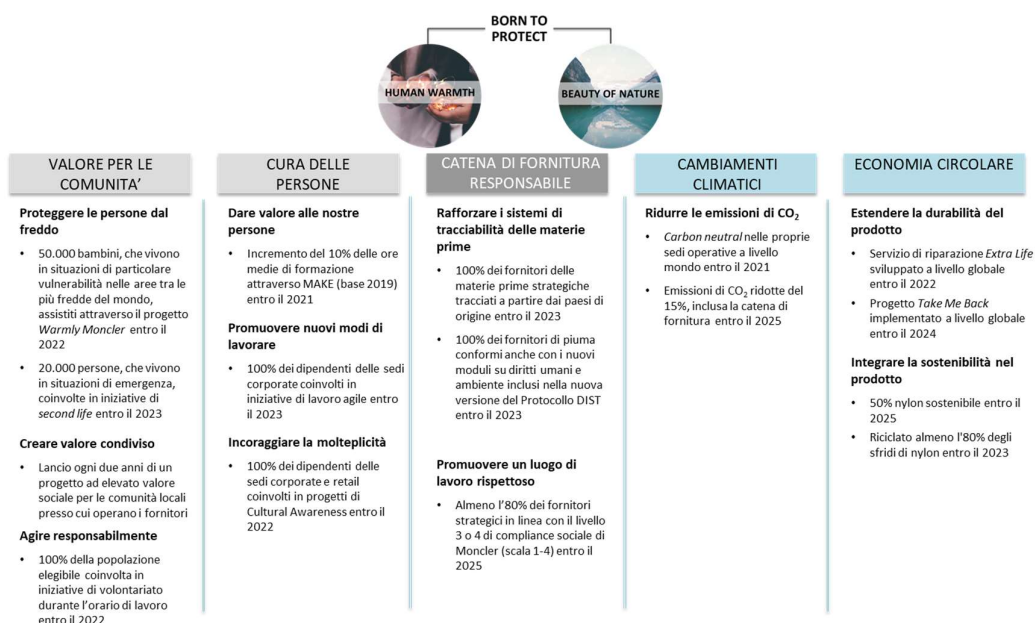 BORN TO
PROTECT
HUMAN WARMTH
BEAUTY OF NATURE
VALORE PER LE
COMUNITA'
Proteggere le persone dal
freddo
• 50.000 bambini, che vivono
in situazioni di particolare
vulnerabilità nelle aree tra le
più fredde del mondo,
assistiti attraverso il progetto
Warmly Moncler entro il
2022
• 20.000 persone, che vivono
in situazioni di emergenza,
coinvolte in iniziative di
second life entro il 2023
Creare valore condiviso
• Lancio ogni due anni di un
progetto ad elevato valore
sociale per le comunità locali
presso cui operano i fornitori
Agire responsabilmente
• 100% della popolazione
elegibile coinvolta in
iniziative di volontariato
durante l'orario di lavoro
entro il 2022
CURA DELLE
PERSONE
Dare valore alle nostre
persone
• Incremento del 10% delle ore
medie di formazione
attraverso MAKE (base 2019)
entro il 2021
Promuovere nuovi modi di
lavorare
• 100% dei dipendenti delle sedi
corporate coinvolti in
iniziative di lavoro agile entro
il 2023
Incoraggiare la molteplicità
• 100% dei dipendenti delle
sedi corporate e retail
coinvolti in progetti di
Cultural Awareness entro il
2022
CATENA DI FORNITURA
RESPONSABILE
Rafforzare i sistemi di
tracciabilità delle materie
prime
• 100% dei fornitori delle
materie prime strategiche
tracciati a partire dai paesi di
origine entro il 2023
• 100% dei fornitori di piuma
conformi anche con i nuovi
moduli su diritti umani e
ambiente inclusi nella nuova
versione del Protocollo DIST
entro il 2023
Promuovere un luogo di
lavoro rispettoso
• Almeno l'80% dei fornitori
strategici in linea con il livello
3 o 4 di compliance sociale di
Moncler (scala 1-4) entro il
2025
CAMBIAMENTI
CLIMATICI
Ridurre le emissioni di CO₂
• Carbon neutral nelle proprie
sedi operative a livello
mondo entro il 2021
• Emissioni di CO₂ ridotte del
15%, inclusa la catena di
fornitura entro il 2025
ECONOMIA CIRCOLARE
Estendere la durabilità del
prodotto
• Servizio di riparazione Extra Life
sviluppato a livello globale
entro il 2022
• Progetto Take Me Back
implementato a livello globale
entro il 2024
Integrare la sostenibilità nel
prodotto
• 50% nylon sostenibile entro il
2025
• Riciclato almeno l'80% degli
sfridi di nylon entro il 2023